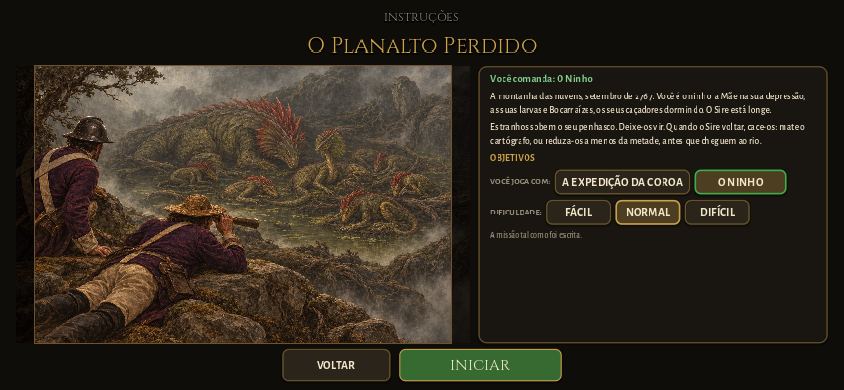 INSTRUÇÕES
O PLANALTO PERDIDO
Você comanda: O Ninho
A montanha das nuvens, setembro de 1767. Você é o ninho: a Mãe na sua depressão,
as suas larvas e Bocarraízes, os seus caçadores dormindo. O Sire está longe.
Estranhos sobem o seu penhasco. Deixe-os vir. Quando o Sire voltar, cace-os: mate o
cartógrafo, ou reduza-os a menos da metade, antes que cheguem ao rio.
OBJETIVOS
VOCÊ JOGA COM: A EXPEDIÇÃO DA COROA O NINHO
DIFICULDADE: FÁCIL NORMAL DIFÍCIL
A missão tal como foi escrita.
VOLTAR INICIAR